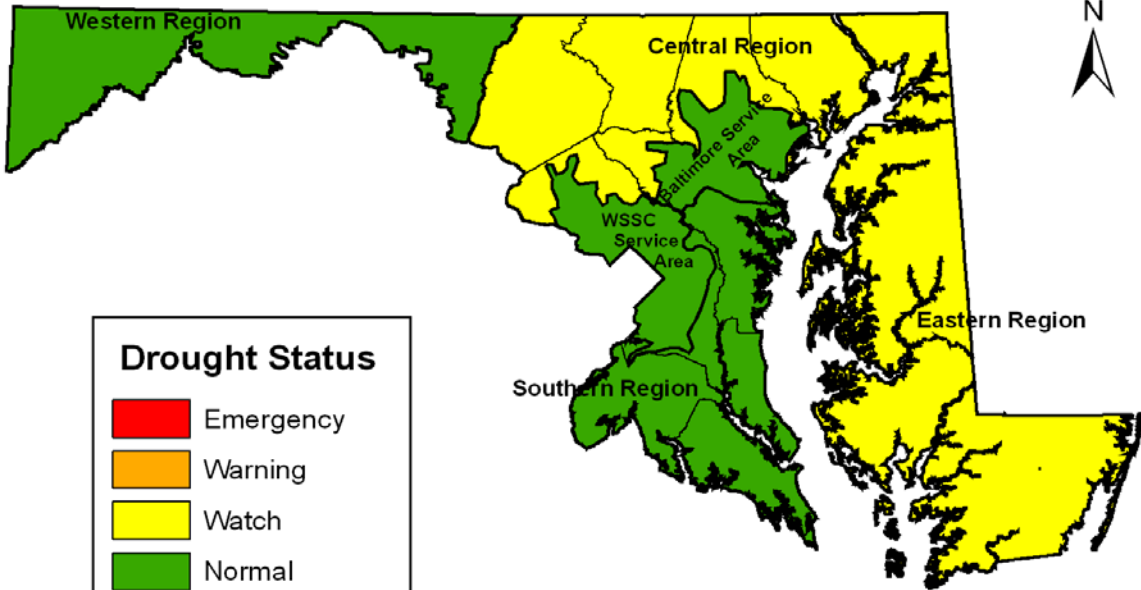 Western Region
N
Central Region
Baltimore Service
Area
WSSC
Service
Area
Eastern Region
Southern Region
Drought Status
Emergency
Warning
Watch
Normal